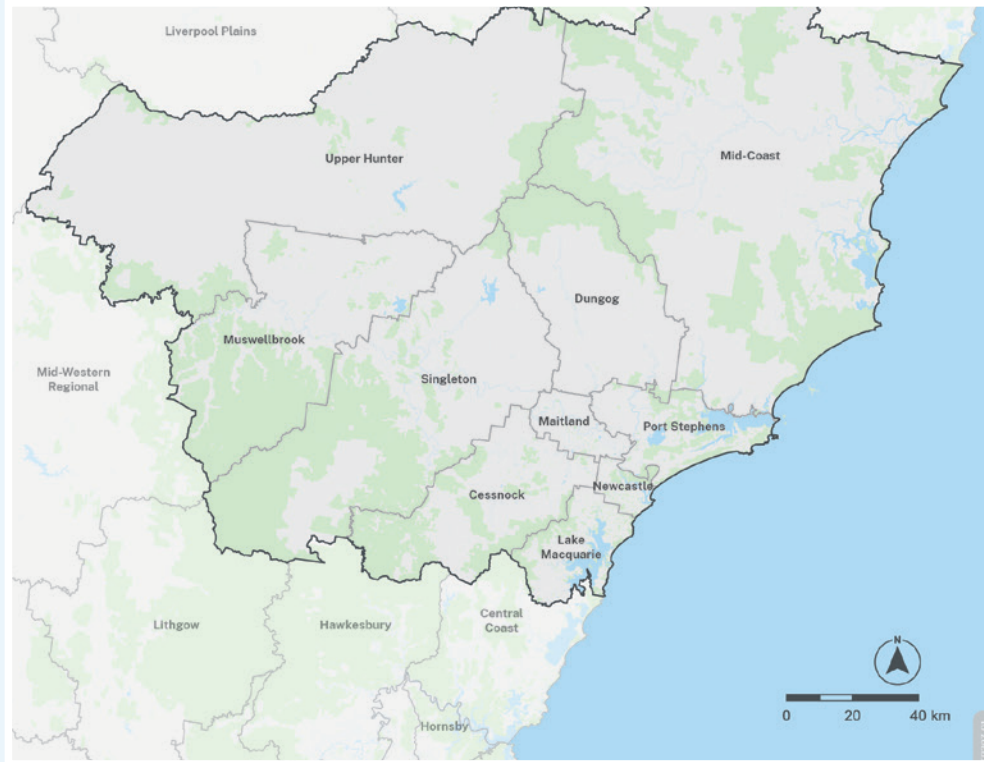 Liverpool Plains
Upper Hunter
Mid-Coast
Dungog
Muswellbrook
Mid-Western
Regional
Singleton
Maitland
Port Stephens
Cessnock
Newcastle
Lake
Macquarie
Central
Coast
Lithgow
Hawkesbury
Hornsby
N
0 20 40 km